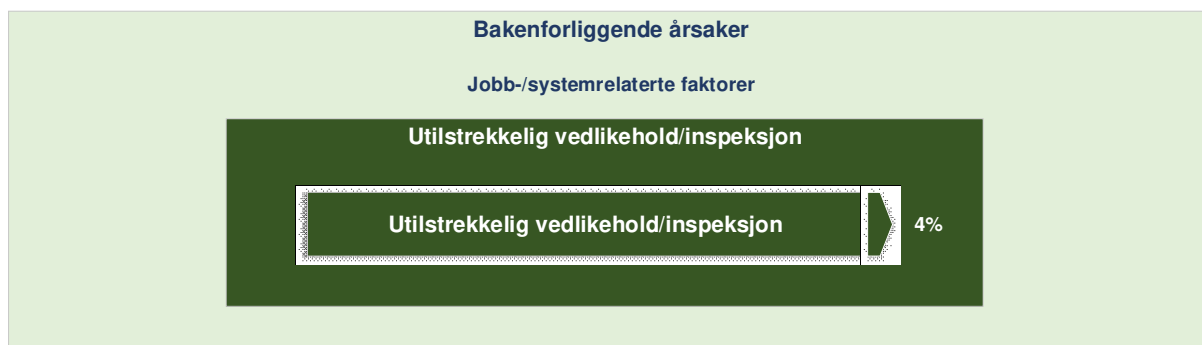 Bakenforliggende årsaker
Jobb-/systemrelaterte faktorer
Utilstrekkelig vedlikehold/inspeksjon
Utilstrekkelig vedlikehold/inspeksjon 4%